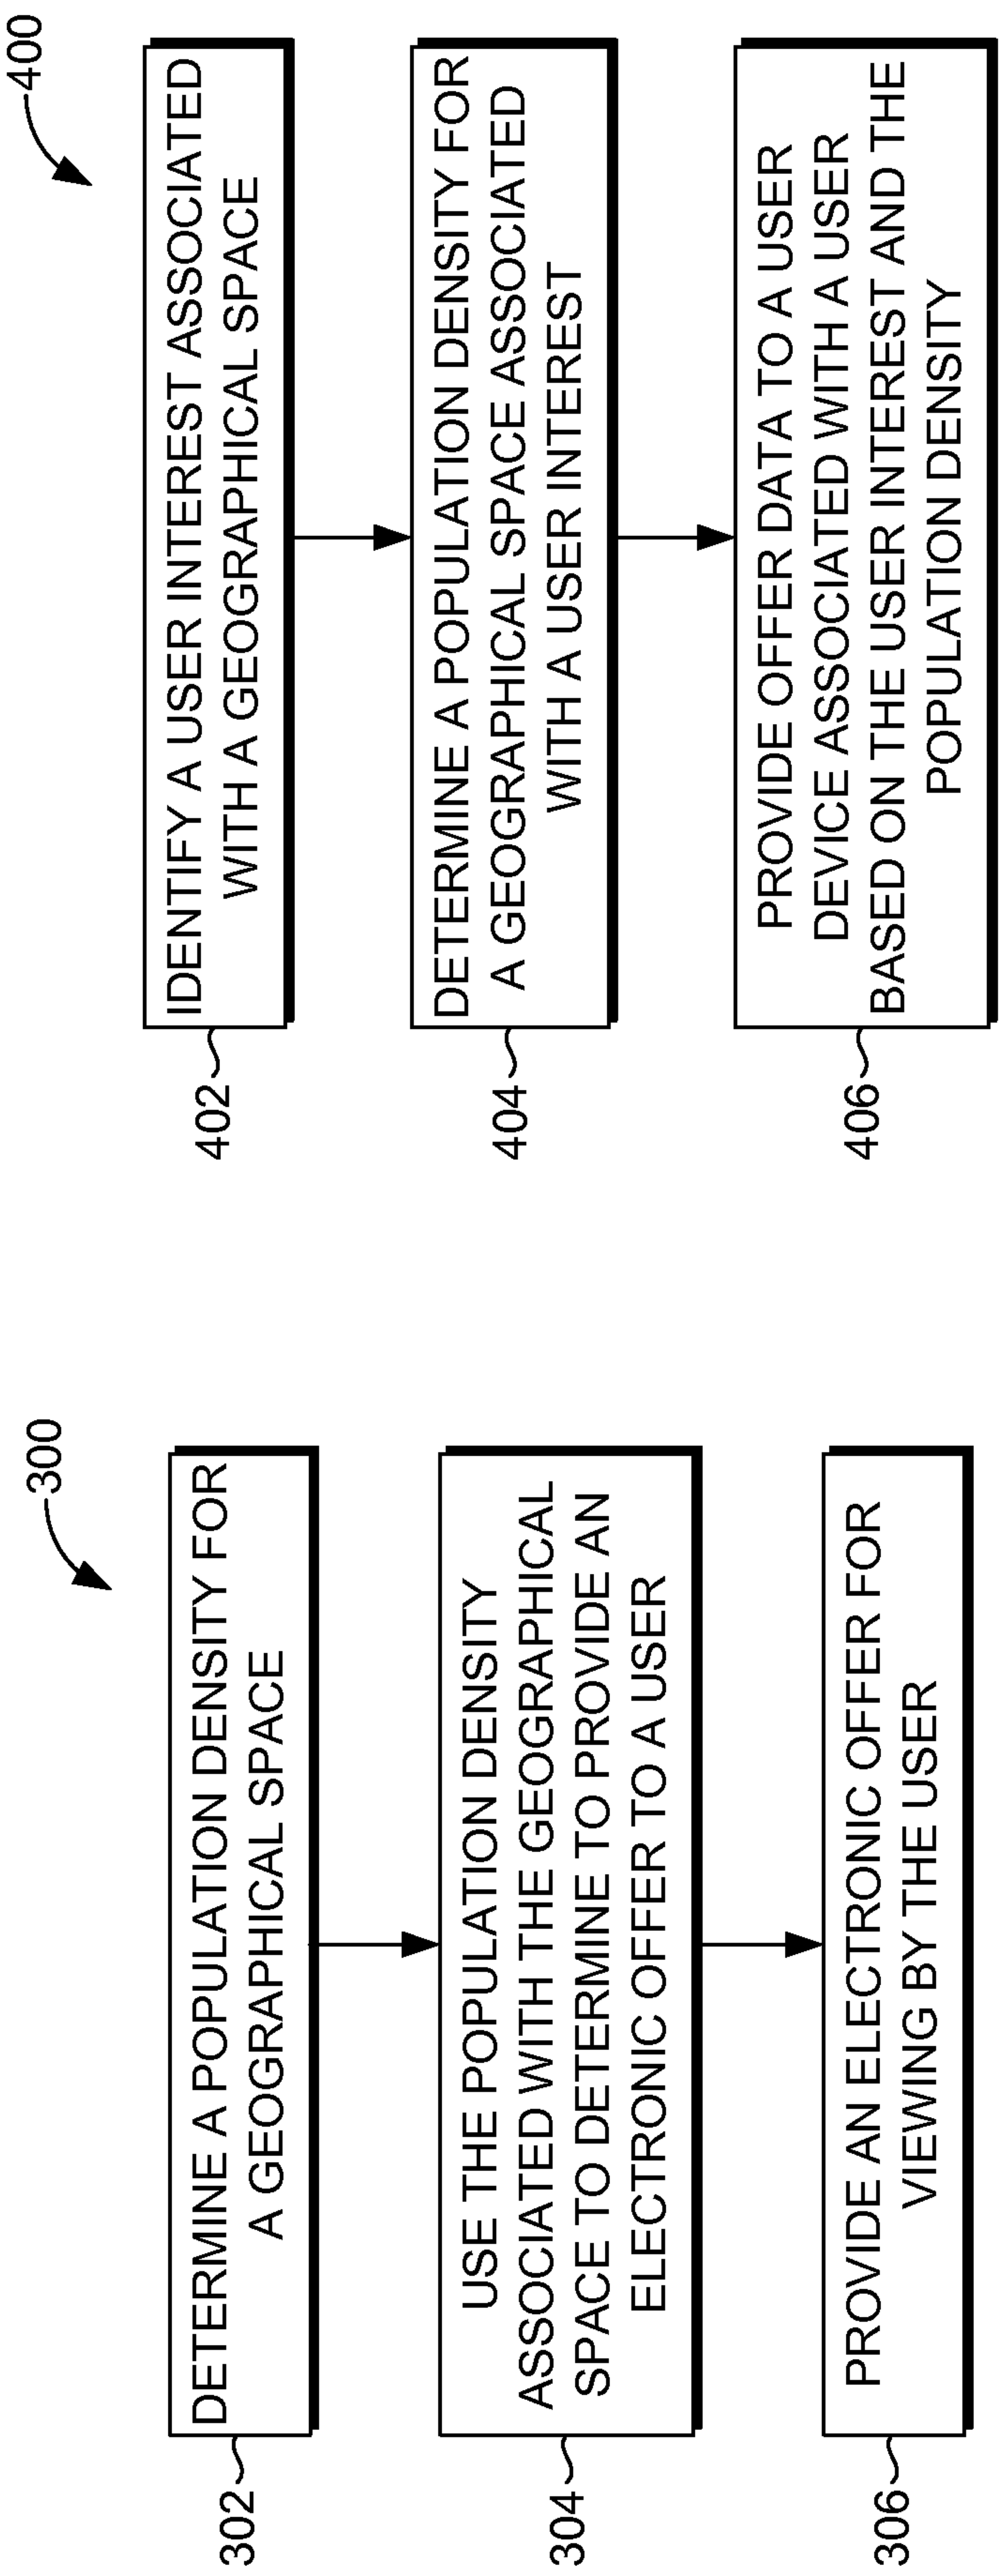 300
302
DETERMINE A POPULATION DENSITY FOR
A GEOGRAPHICAL SPACE
304
USE THE POPULATION DENSITY
ASSOCIATED WITH THE GEOGRAPHICAL
SPACE TO DETERMINE TO PROVIDE AN
ELECTRONIC OFFER TO A USER
306
PROVIDE AN ELECTRONIC OFFER FOR
VIEWING BY THE USER
400
402
IDENTIFY A USER INTEREST ASSOCIATED
WITH A GEOGRAPHICAL SPACE
404
DETERMINE A POPULATION DENSITY FOR
A GEOGRAPHICAL SPACE ASSOCIATED
WITH A USER INTEREST
406
PROVIDE OFFER DATA TO A USER
DEVICE ASSOCIATED WITH A USER
BASED ON THE USER INTEREST AND THE
POPULATION DENSITY